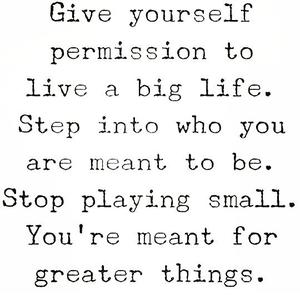 Give yourself
permission to
live a big life.
Step into who you
are meant to be.
Stop playing small.
You're meant for
greater things.